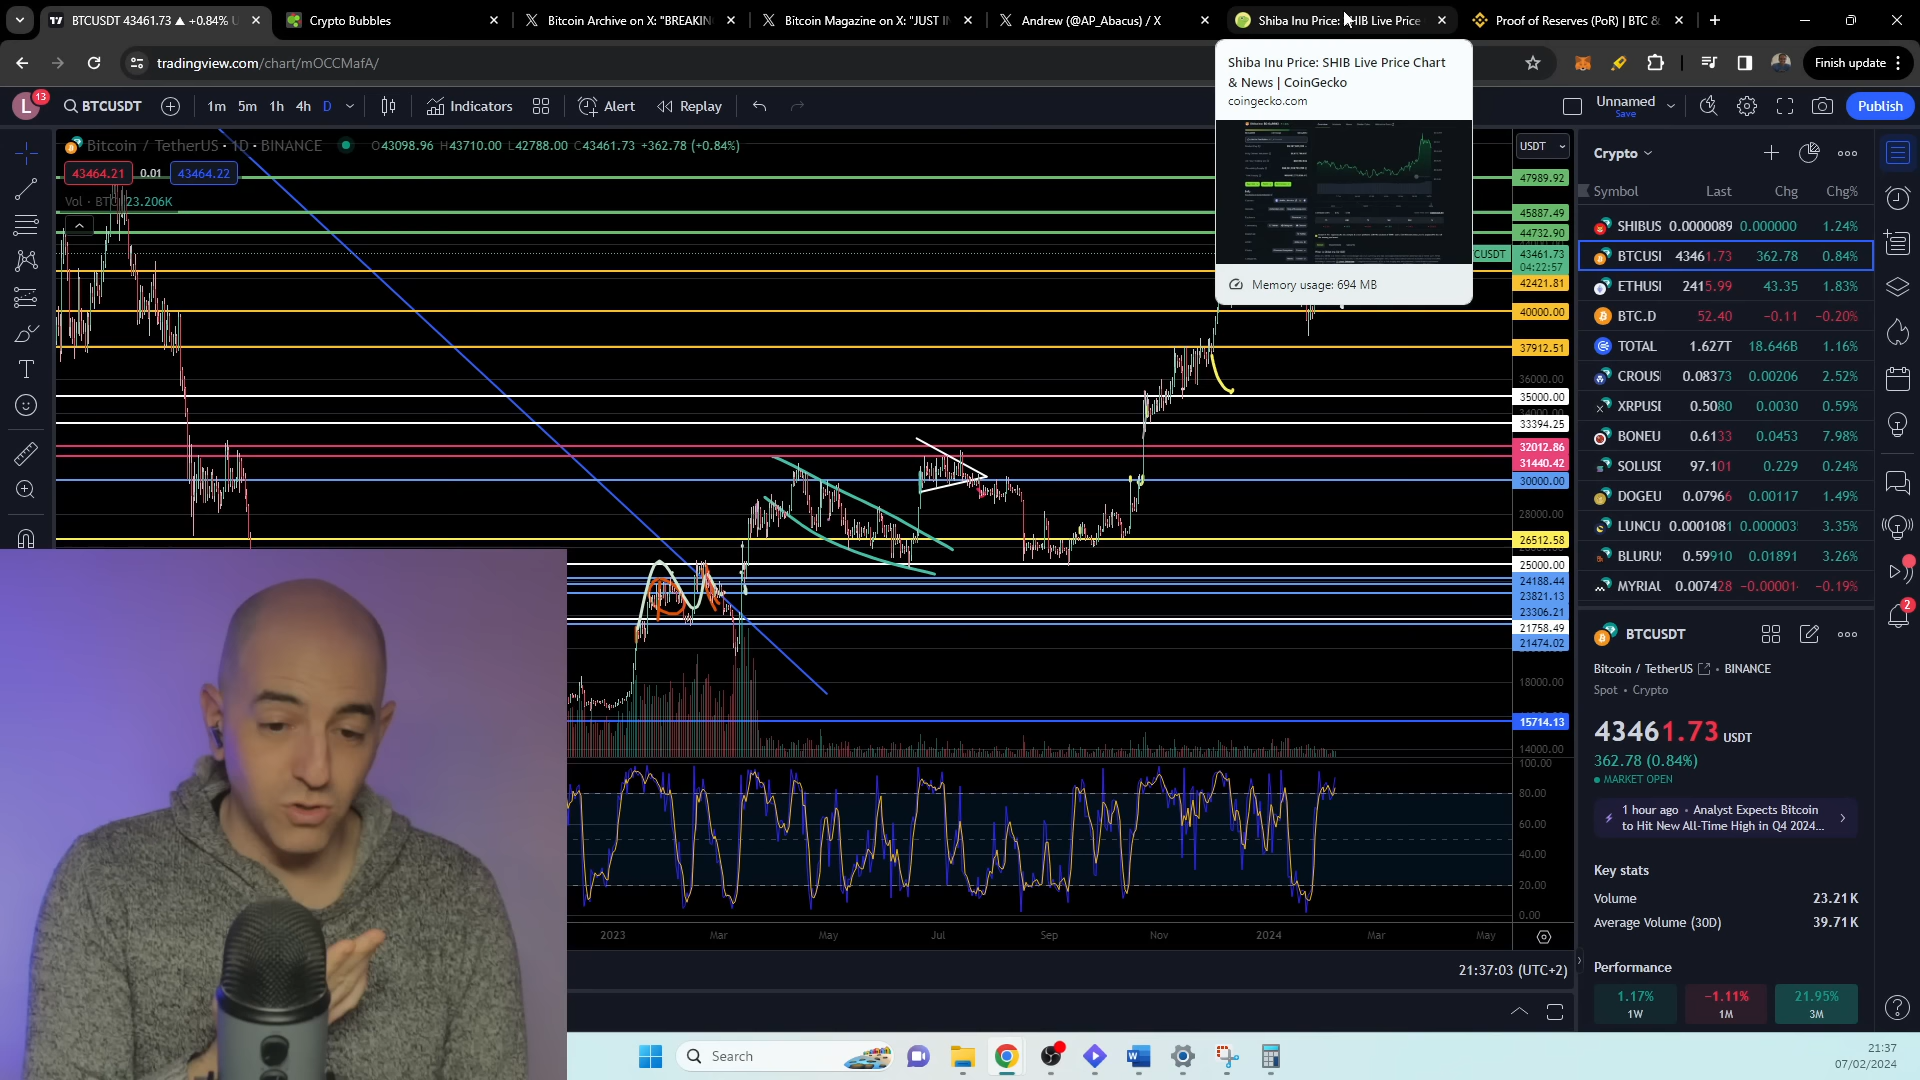 BTCUSDT 43461.73 ▲ +0.84% U
Crypto Bubbles
Bitcoin Archive on X: "BREAKIN
Bitcoin Magazine on X: "JUST I
Andrew (@AP_Abacus) / X
Shiba Inu Price: SHIB Live Price
Proof of Reserves (PoR) | BTC &
tradingview.com/chart/mOCCMafA/
Finish update
Shiba Inu Price: SHIB Live Price Chart
& News | CoinGecko
coingecko.com
Memory usage: 694 MB
L
13
BTCUSDT
1m 5m 1h 4h D
Indicators
Alert
Replay
Unnamed
Save
Publish
Bitcoin / TetherUS · 1D · BINANCE
O43098.96 H43710.00 L42788.00 C43461.73 +362.78 (+0.84%)
43464.21 0.01 43464.22
Vol · BTC 23.206K
USDT
47989.92
45887.49
44732.90
CUSDT 43461.73
04:22:57
42421.81
40000.00
37912.51
36000.00
35000.00
34000.00
33394.25
32012.86
31440.42
30000.00
28000.00
26512.58
25000.00
24188.44
23821.13
23306.21
21758.49
21474.02
18000.00
15714.13
14000.00
100.00
80.00
60.00
40.00
20.00
0.00
2023 Mar May Jul Sep Nov 2024 Mar May
21:37:03 (UTC+2)
Crypto
Symbol Last Chg Chg%
SHIBUS 0.0000089 0.000000 1.24%
BTCUSI 43461.73 362.78 0.84%
ETHUSI 2415.99 43.35 1.83%
BTC.D 52.40 −0.11 −0.20%
TOTAL 1.627T 18.646B 1.16%
CROUSI 0.08373 0.00206 2.52%
XRPUSI 0.5080 0.0030 0.59%
BONEU 0.6133 0.0453 7.98%
SOLUSI 97.101 0.229 0.24%
DOGEU 0.07966 0.00117 1.49%
LUNCU 0.0001081 0.000003 3.35%
BLURU 0.59910 0.01891 3.26%
MYRIAL 0.007428 −0.00001 −0.19%
2
BTCUSDT
Bitcoin / TetherUS • BINANCE
Spot • Crypto
43461.73 USDT
362.78 (0.84%)
MARKET OPEN
1 hour ago • Analyst Expects Bitcoin
to Hit New All-Time High in Q4 2024...
Key stats
Volume 23.21K
Average Volume (30D) 39.71K
Performance
1.17% −1.11% 21.95%
1W 1M 3M
Search
21:37
07/02/2024